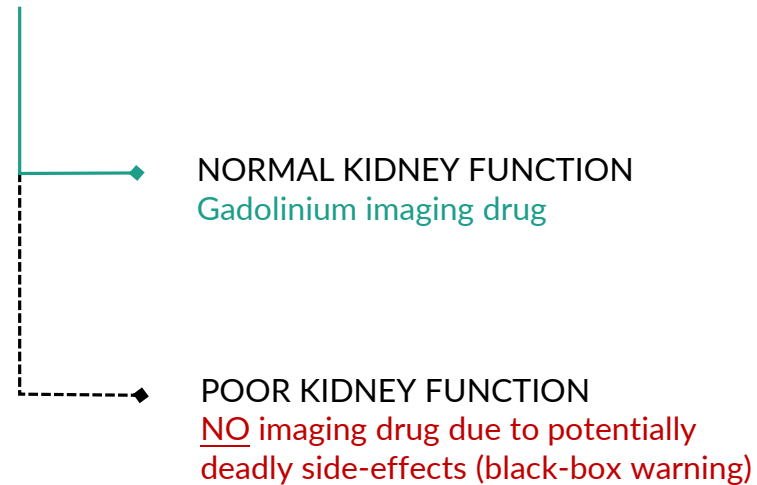 NORMAL KIDNEY FUNCTION
Gadolinium imaging drug
POOR KIDNEY FUNCTION
NO imaging drug due to potentially
deadly side-effects (black-box warning)